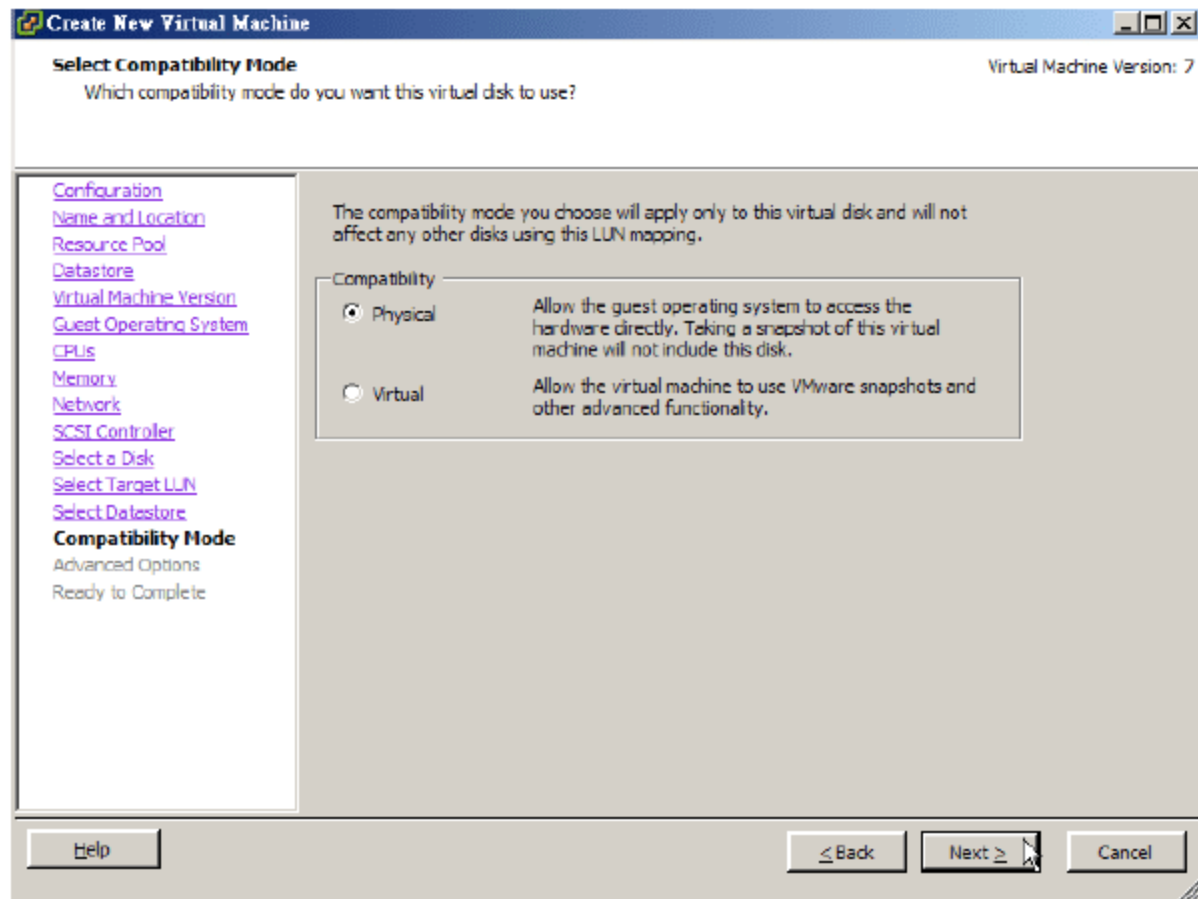 Create New Virtual Machine
Select Compatibility Mode
Virtual Machine Version: 7
Which compatibility mode do you want this virtual disk to use?
Configuration
Name and Location
Resource Pool
Datastore
Virtual Machine Version
Guest Operating System
CPUs
Memory
Network
SCSI Controller
Select a Disk
Select Target LUN
Select Datastore
Compatibility Mode
Advanced Options
Ready to Complete
The compatibility mode you choose will apply only to this virtual disk and will not
affect any other disks using this LUN mapping.
Compatibility
Physical
Allow the guest operating system to access the
hardware directly. Taking a snapshot of this virtual
machine will not include this disk.
Virtual
Allow the virtual machine to use VMware snapshots and
other advanced functionality.
Help
< Back
Next >
Cancel